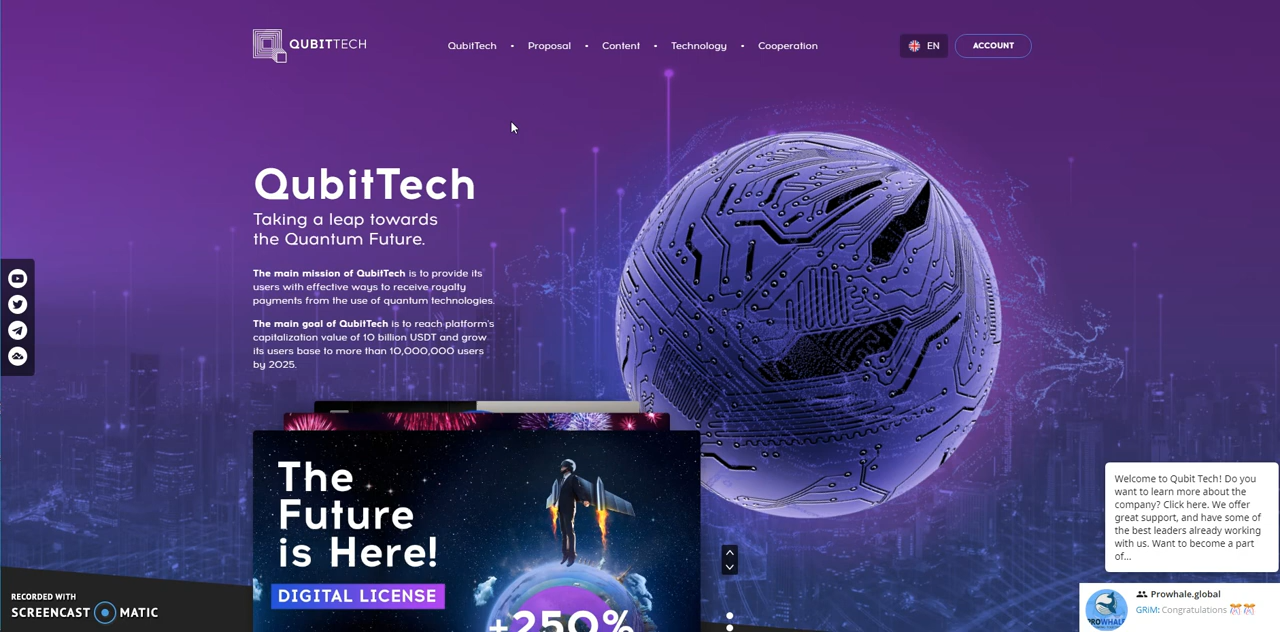 QUBITTECH
QubitTech • Proposal • Content • Technology • Cooperation
EN
ACCOUNT
QubitTech
Taking a leap towards
the Quantum Future.
The main mission of QubitTech is to provide its
users with effective ways to receive royalty
payments from the use of quantum technologies.
The main goal of QubitTech is to reach platform's
capitalization value of 10 billion USDT and grow
its users base to more than 10,000,000 users
by 2025.
The
Future
is Here!
DIGITAL LICENSE
+250%
Welcome to Qubit Tech! Do you
want to learn more about the
company? Click here. We offer
great support, and have some of
the best leaders already working
with us. Want to become a part
of...
PROWHALE
Prowhale.global
GRiM: Congratulations 🎊 🎊
RECORDED WITH
SCREENCAST MATIC